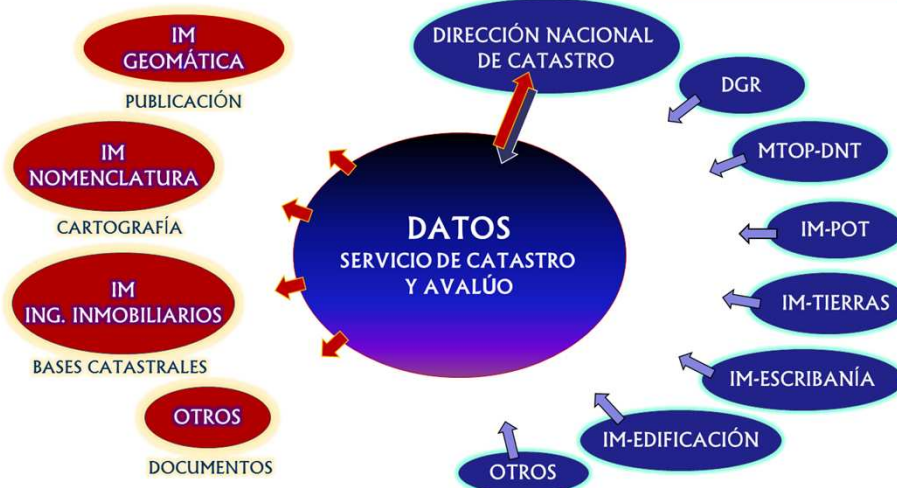 IM
GEOMÁTICA
PUBLICACIÓN
IM
NOMENCLATURA
CARTOGRAFÍA
IM
ING. INMOBILIARIOS
BASES CATASTRALES
OTROS
DOCUMENTOS
DATOS
SERVICIO DE CATASTRO
Y AVALÚO
DIRECCIÓN NACIONAL
DE CATASTRO
DGR
MTOP-DNT
IM-POT
IM-TIERRAS
IM-ESCRIBANÍA
IM-EDIFICACIÓN
OTROS